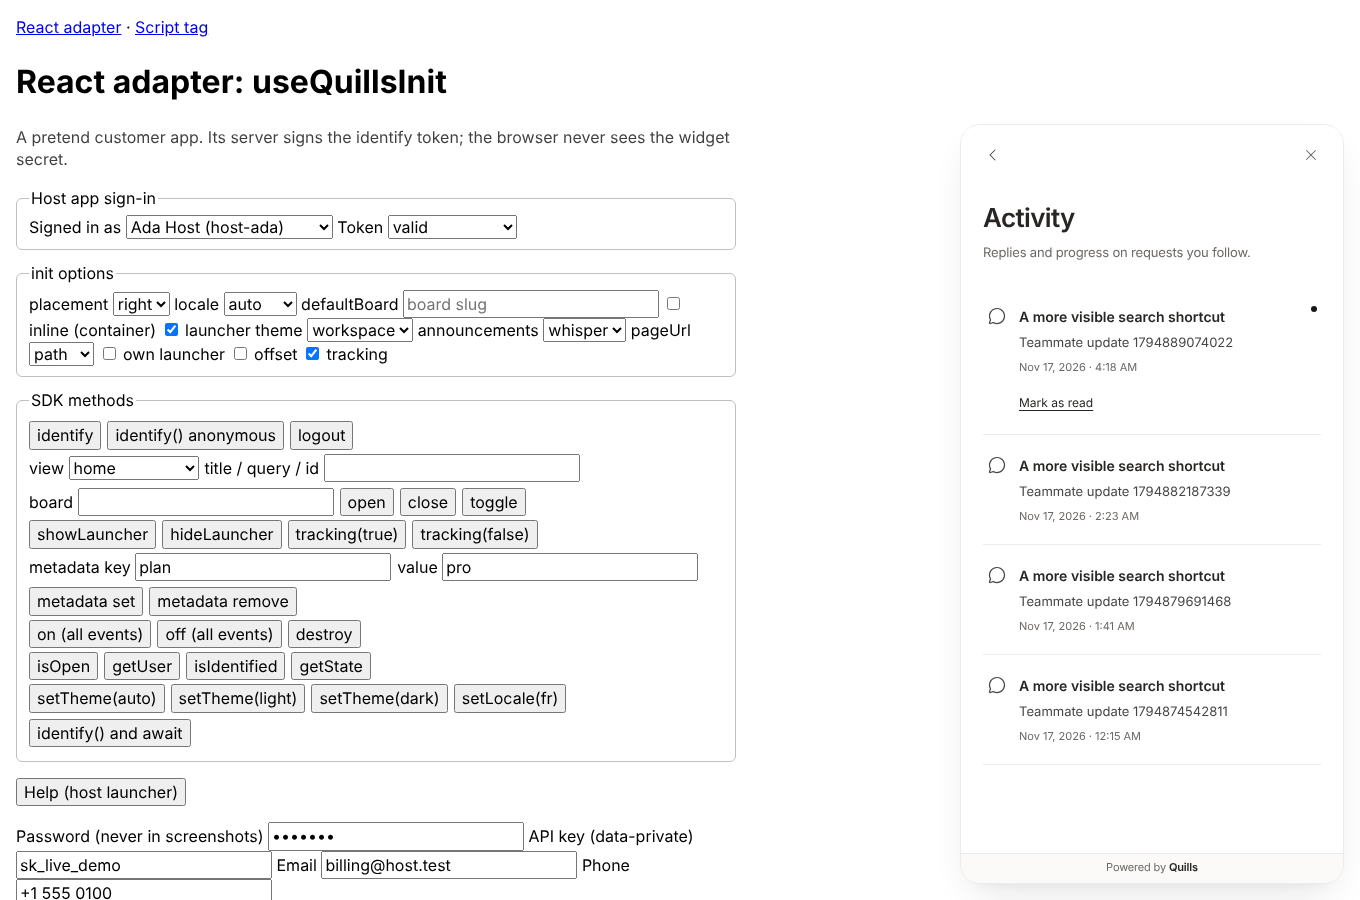 React adapter · Script tag
React adapter: useQuillsInit
A pretend customer app. Its server signs the identify token; the browser never sees the widget
secret.
Host app sign-in
Signed in as Ada Host (host-ada) Token valid
init options
placement right locale auto defaultBoard board slug
inline (container) launcher theme workspace announcements whisper pageUrl
path own launcher offset tracking
SDK methods
identify identify() anonymous logout
view home title / query / id
board open close toggle
showLauncher hideLauncher tracking(true) tracking(false)
metadata key plan value pro
metadata set metadata remove
on (all events) off (all events) destroy
isOpen getUser isIdentified getState
setTheme(auto) setTheme(light) setTheme(dark) setLocale(fr)
identify() and await
Help (host launcher)
Password (never in screenshots) ••••••• API key (data-private)
sk_live_demo Email billing@host.test Phone
+1 555 0100
Activity
Replies and progress on requests you follow.
A more visible search shortcut
Teammate update 1794889074022
Nov 17, 2026 · 4:18 AM
Mark as read
A more visible search shortcut
Teammate update 1794882187339
Nov 17, 2026 · 2:23 AM
A more visible search shortcut
Teammate update 1794879691468
Nov 17, 2026 · 1:41 AM
A more visible search shortcut
Teammate update 1794874542811
Nov 17, 2026 · 12:15 AM
Powered by Quills